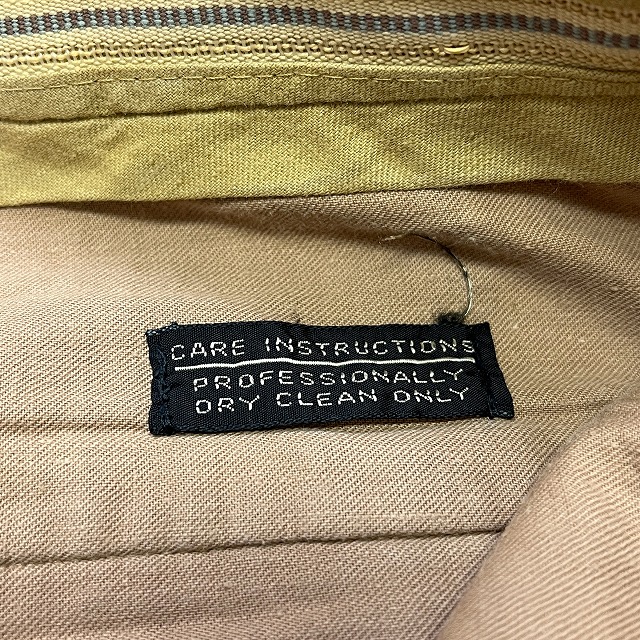 CARE INSTRUCTIONS
PROFESSIONALLY
DRY CLEAN ONLY